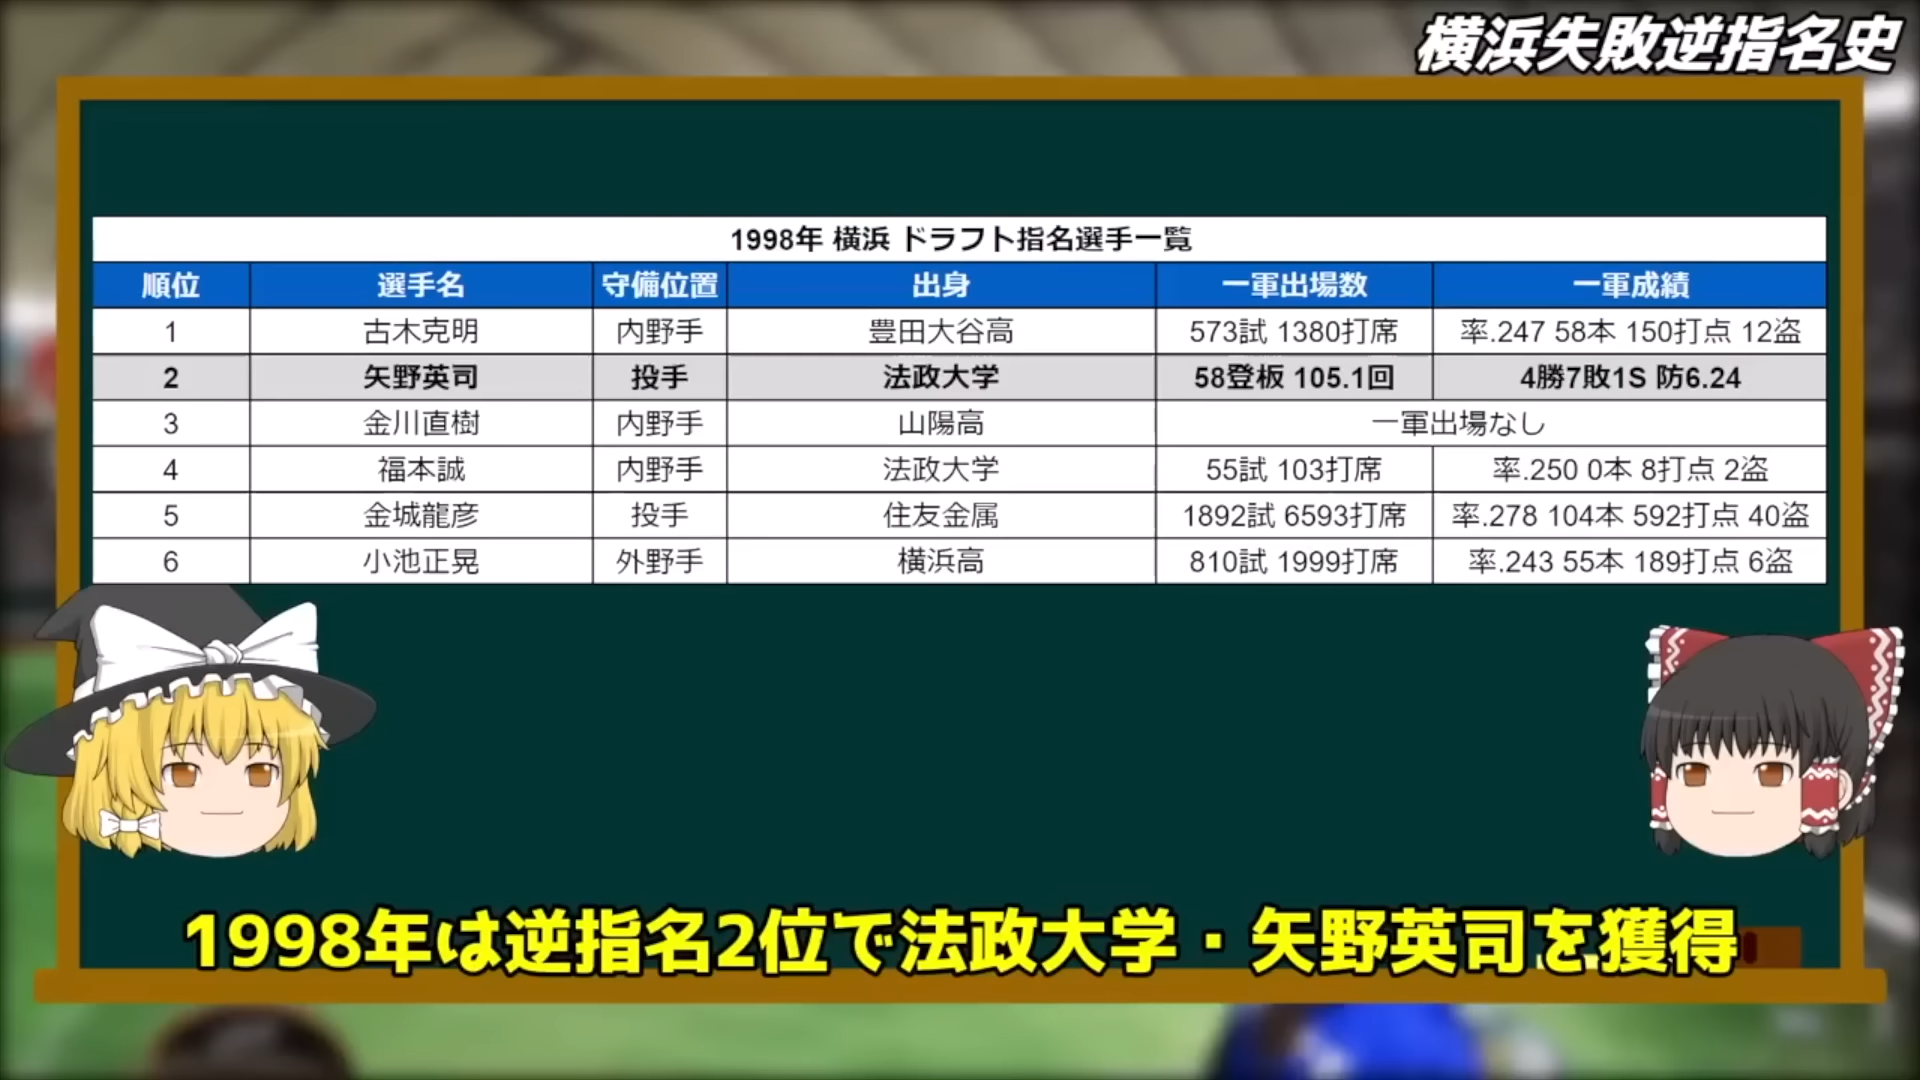 横浜失敗逆指名史
1998年 横浜 ドラフト指名選手一覧
順位 選手名 守備位置 出身 一軍出場数 一軍成績
1 古木克明 内野手 豊田大谷高 573試 1380打席 率.247 58本 150打点 12盗
2 矢野英司 投手 法政大学 58登板 105.1回 4勝7敗1S 防6.24
3 金川直樹 内野手 山陽高 一軍出場なし
4 福本誠 内野手 法政大学 55試 103打席 率.250 0本 8打点 2盗
5 金城龍彦 投手 住友金属 1892試 6593打席 率.278 104本 592打点 40盗
6 小池正晃 外野手 横浜高 810試 1999打席 率.243 55本 189打点 6盗
1998年は逆指名2位で法政大学・矢野英司を獲得